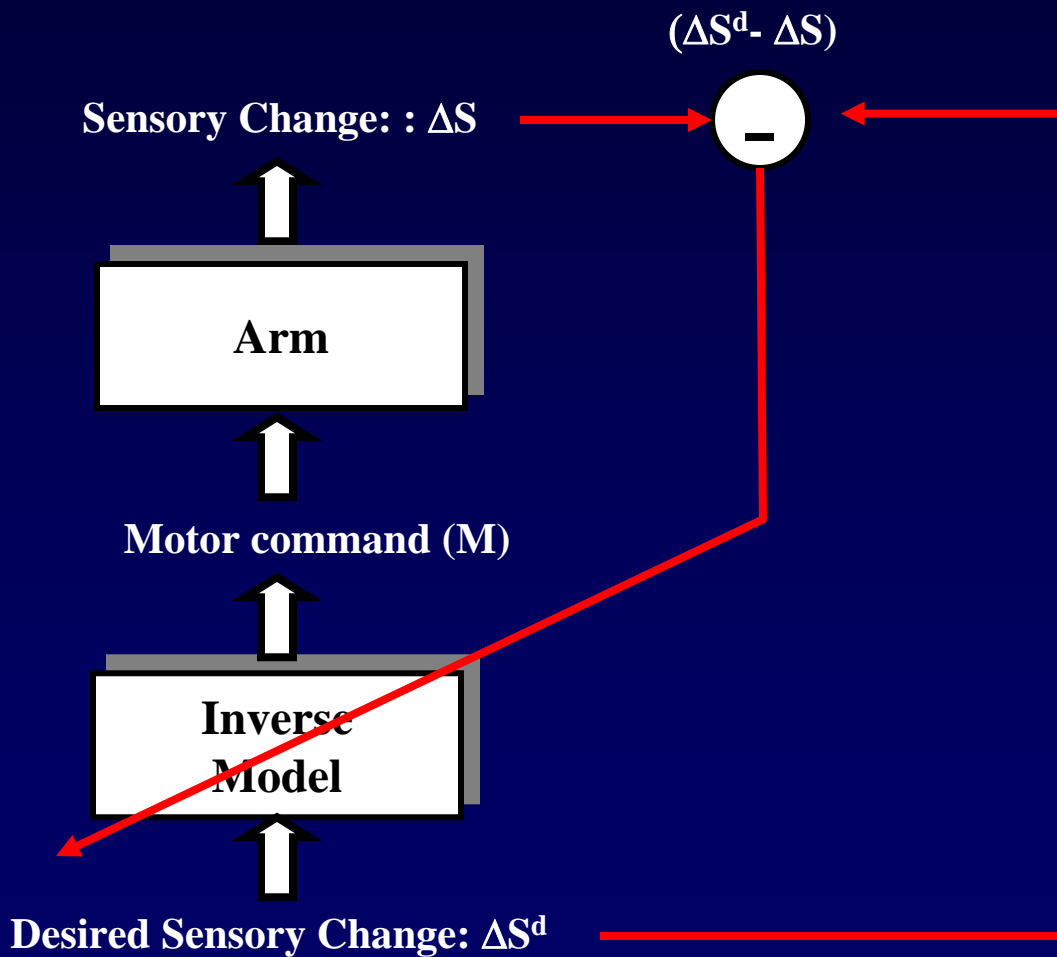 (ΔSᵈ- ΔS)
Sensory Change: : ΔS
-
Arm
Motor command (M)
Inverse
Model
Desired Sensory Change: ΔSᵈ